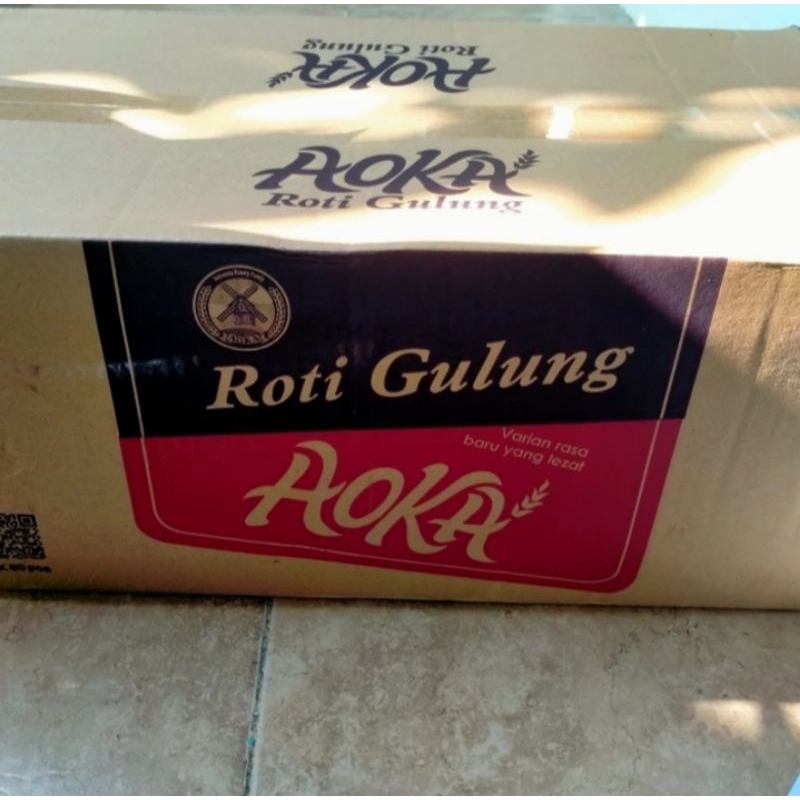 AOKA
Roti Gulung
AOKA
Roti Gulung
Roti Gulung
Varian rasa
baru yang lezat
AOKA